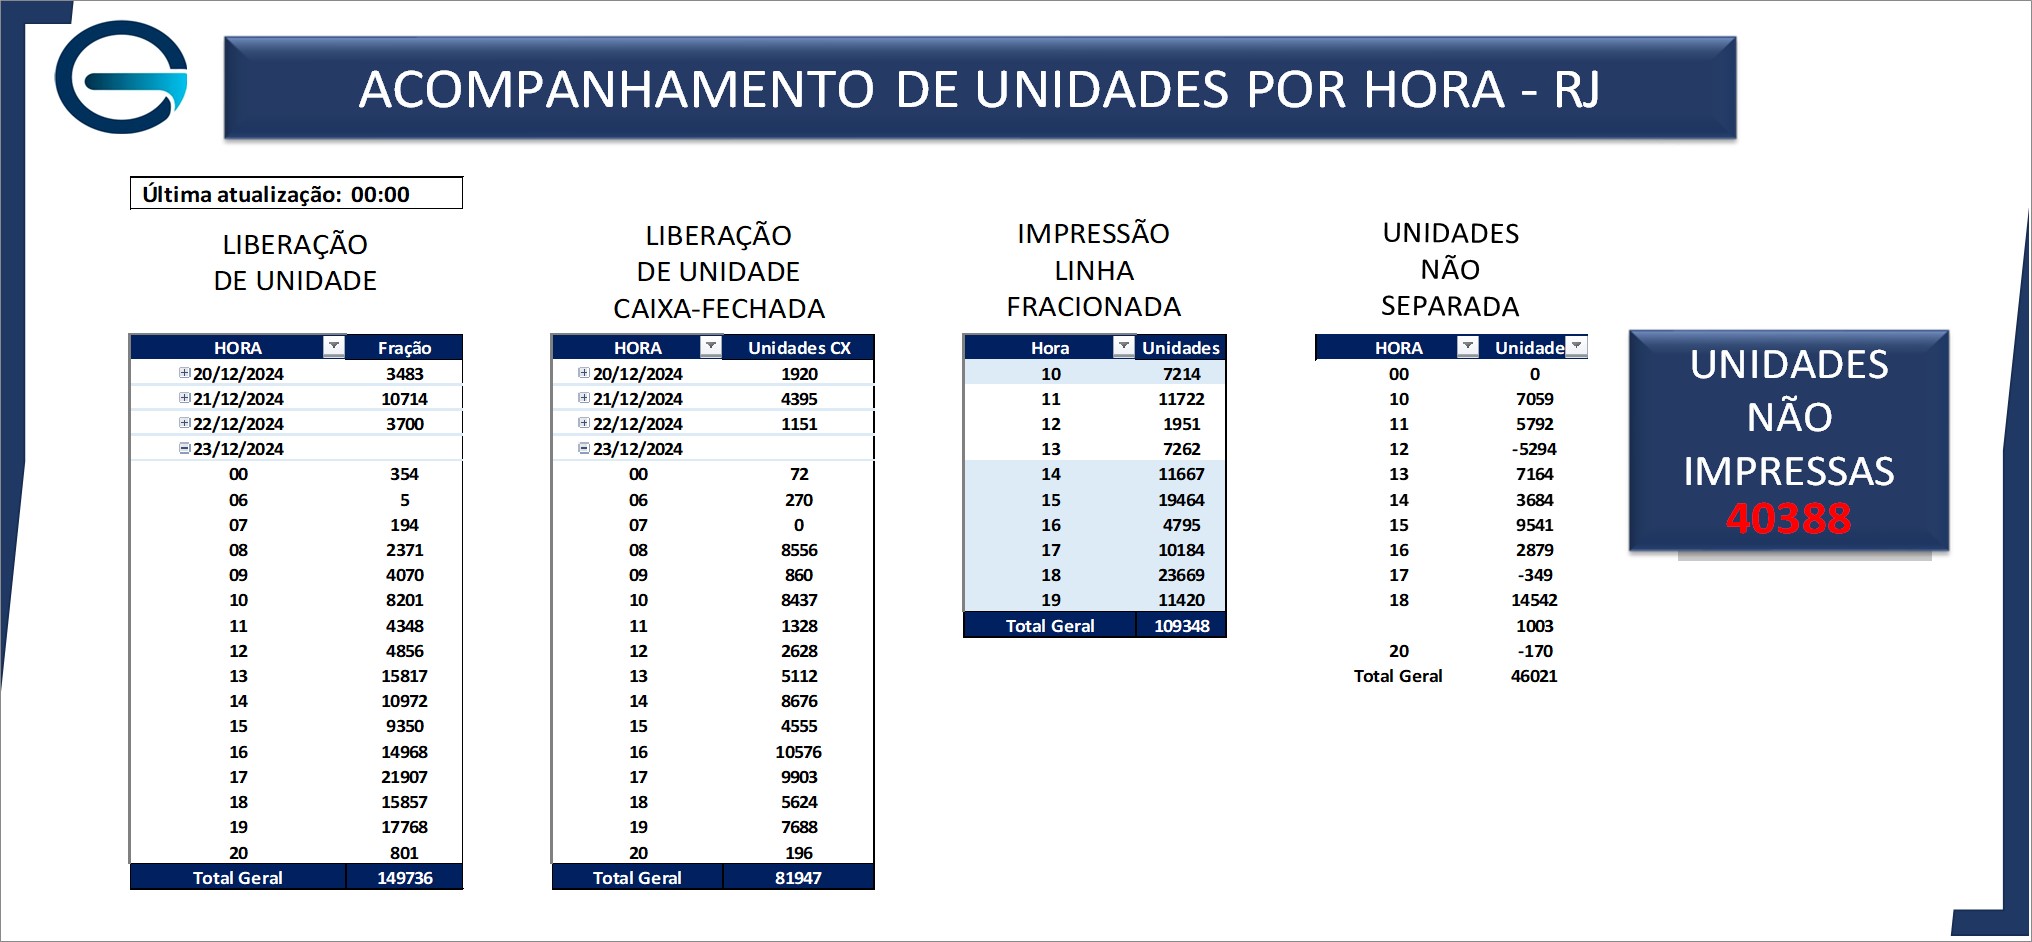 ACOMPANHAMENTO DE UNIDADES POR HORA - RJ
Última atualização: 00:00
LIBERAÇÃO
DE UNIDADE
HORA Fração
20/12/2024 3483
21/12/2024 10714
22/12/2024 3700
23/12/2024
00 354
06 5
07 194
08 2371
09 4070
10 8201
11 4348
12 4856
13 15817
14 10972
15 9350
16 14968
17 21907
18 15857
19 17768
20 801
Total Geral 149736
LIBERAÇÃO
DE UNIDADE
CAIXA-FECHADA
HORA Unidades CX
20/12/2024 1920
21/12/2024 4395
22/12/2024 1151
23/12/2024
00 72
06 270
07 0
08 8556
09 860
10 8437
11 1328
12 2628
13 5112
14 8676
15 4555
16 10576
17 9903
18 5624
19 7688
20 196
Total Geral 81947
IMPRESSÃO
LINHA
FRACIONADA
Hora Unidades
10 7214
11 11722
12 1951
13 7262
14 11667
15 19464
16 4795
17 10184
18 23669
19 11420
Total Geral 109348
UNIDADES
NÃO
SEPARADA
HORA Unidade
00 0
10 7059
11 5792
12 -5294
13 7164
14 3684
15 9541
16 2879
17 -349
18 14542
1003
20 -170
Total Geral 46021
UNIDADES
NÃO
IMPRESSAS
40388